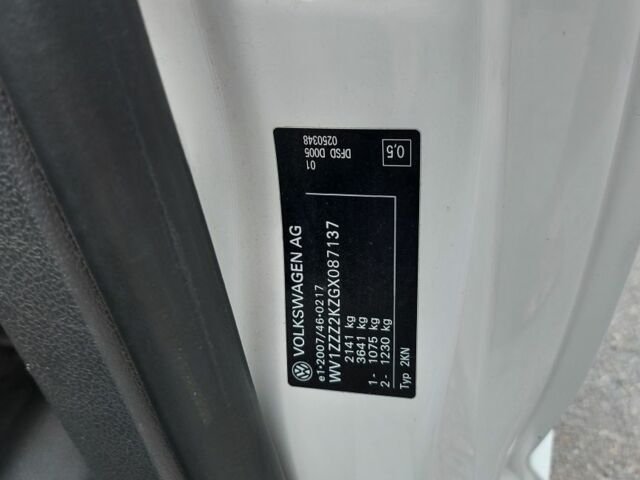 VOLKSWAGEN AG
e1*2007/46*0217
WV1ZZZ2KZGX087137
2141 kg
3641 kg
1- 1075 kg
2- 1230 kg
Typ 2KN
01
DFSD D005
0250348
0,5